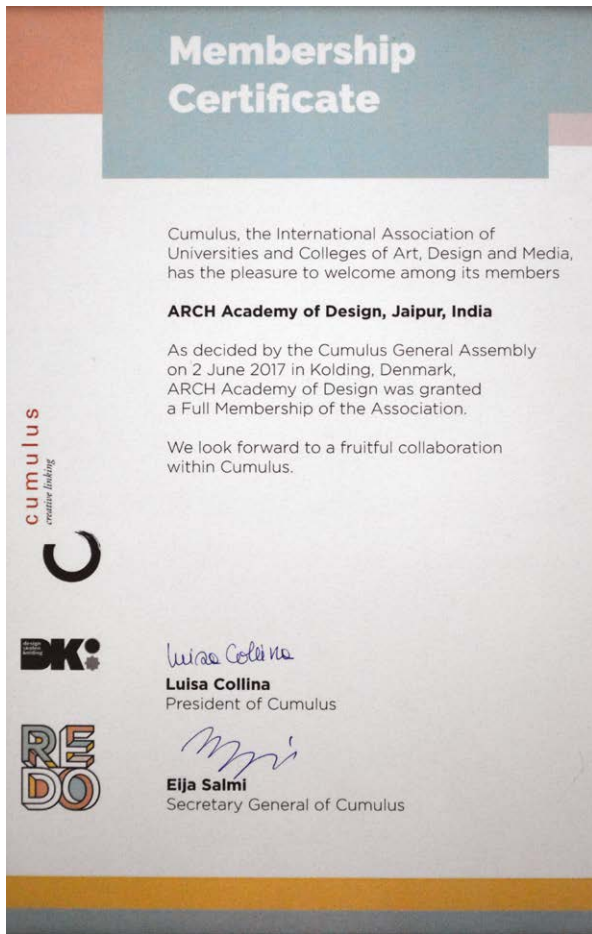 Membership
Certificate
Cumulus, the International Association of
Universities and Colleges of Art, Design and Media,
has the pleasure to welcome among its members
ARCH Academy of Design, Jaipur, India
As decided by the Cumulus General Assembly
on 2 June 2017 in Kolding, Denmark,
ARCH Academy of Design was granted
a Full Membership of the Association.
We look forward to a fruitful collaboration
within Cumulus.
cumulus
creative linking
design
skolen
kolding
DK:
Luisa Collina
Luisa Collina
President of Cumulus
RE
DO
Eija Salmi
Secretary General of Cumulus